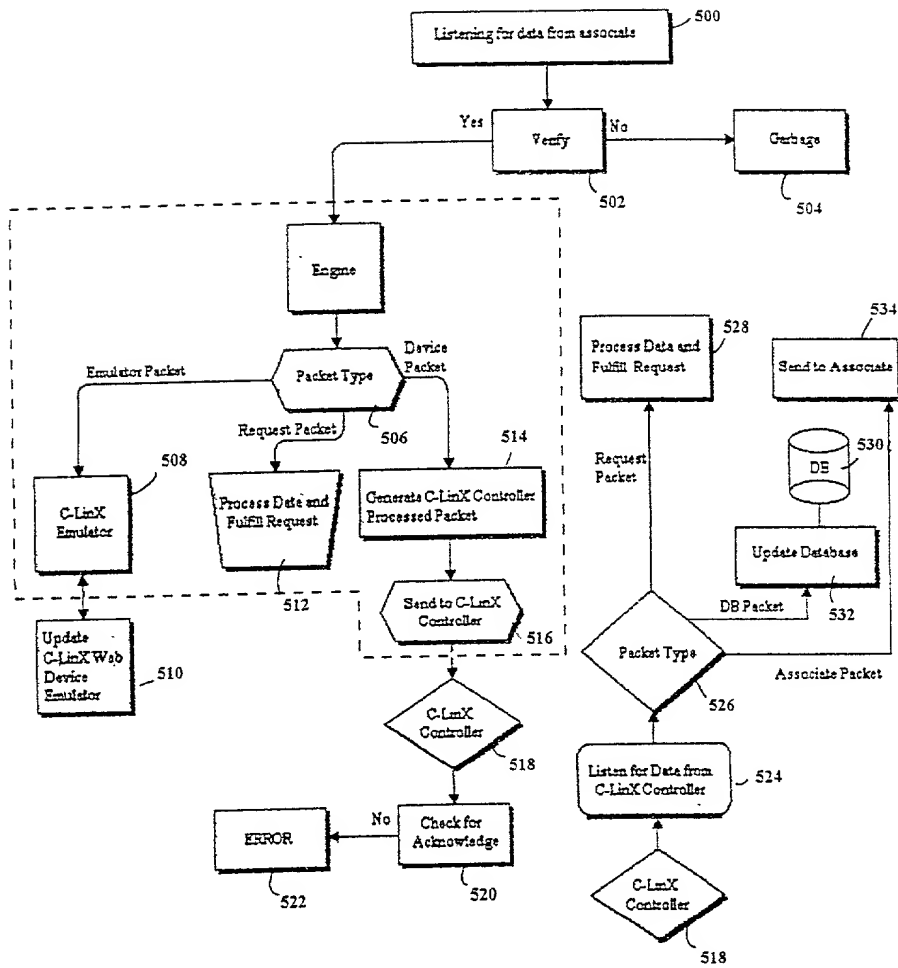 500
Listening for data from associate
Yes
Verify
No
Garbage
502
504
Engine
Emulator Packet
Packet Type
Device
Packet
506
Request Packet
508
C-LinX
Emulator
Process Data and
Fulfill Request
512
514
Generate C-LinX Controller
Processed Packet
Send to C-LinX
Controller
516
Update
C-LinX Web
Device
Emulator
510
C-LinX
Controller
518
No
Check for
Acknowledge
520
ERROR
522
528
Process Data and
Fulfill Request
534
Send to Associate
Request
Packet
DB
530
Update Database
532
DB Packet
Packet Type
526
Associate Packet
Listen for Data from
C-LinX Controller
524
C-LinX
Controller
518